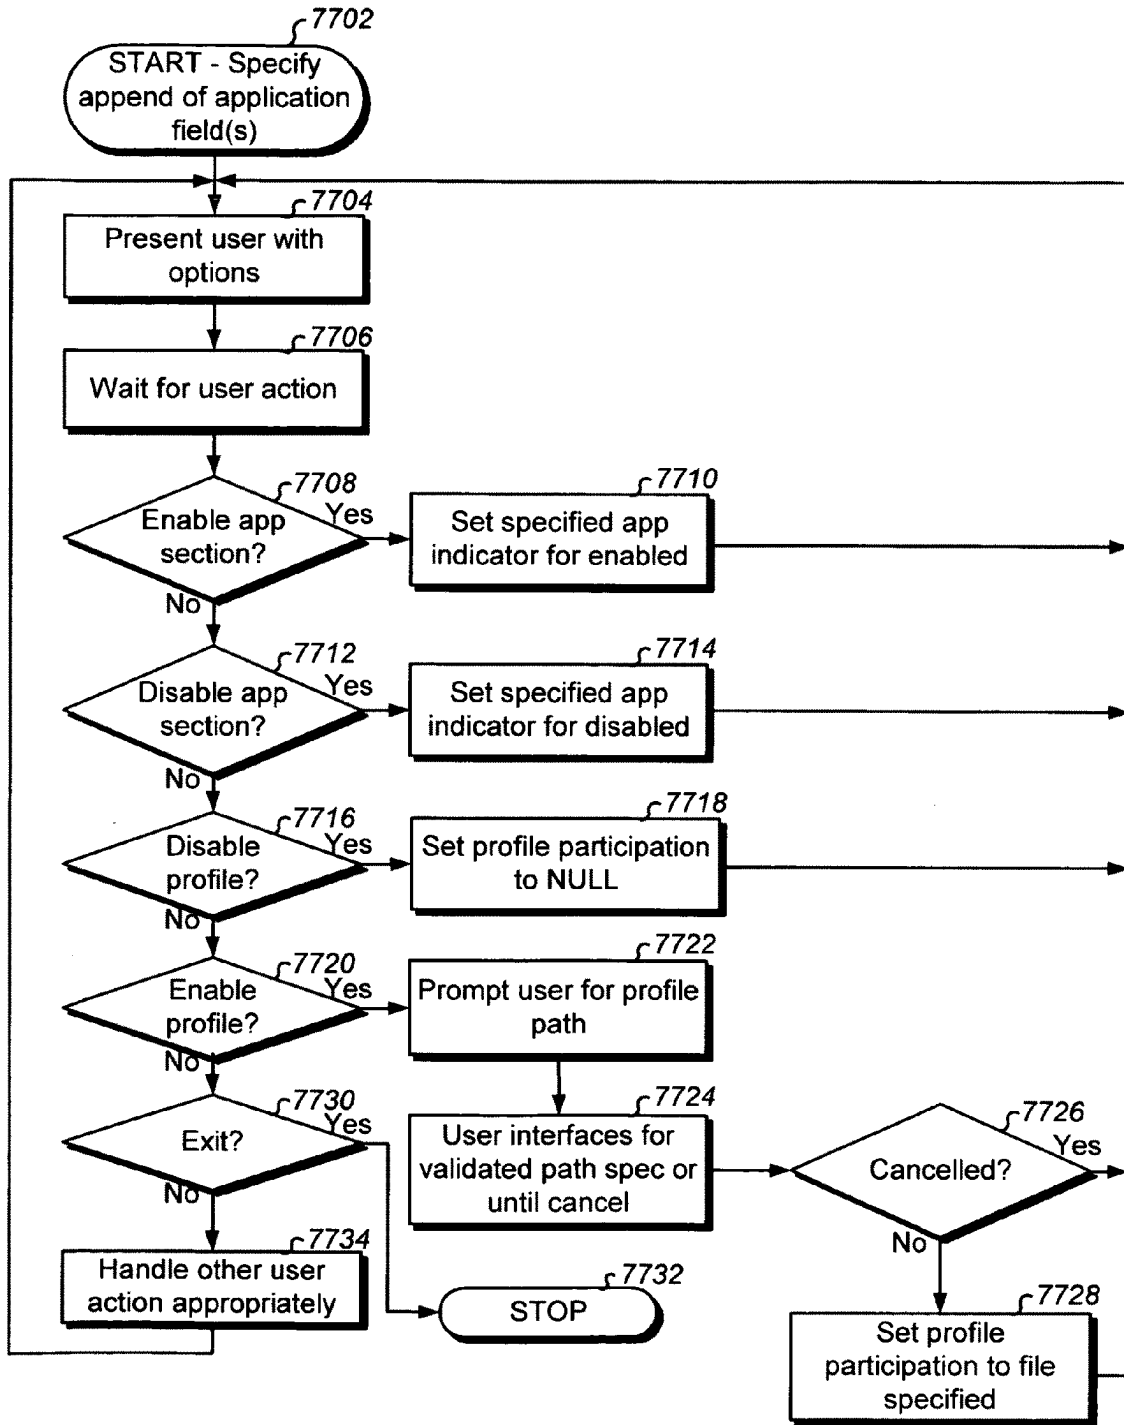 7702
START - Specify
append of application
field(s)
7704
Present user with
options
7706
Wait for user action
7708
Enable app
section?
Yes
No
7710
Set specified app
indicator for enabled
7712
Disable app
section?
Yes
No
7714
Set specified app
indicator for disabled
7716
Disable
profile?
Yes
No
7718
Set profile participation
to NULL
7720
Enable
profile?
Yes
No
7722
Prompt user for profile
path
7730
Exit?
Yes
No
7724
User interfaces for
validated path spec or
until cancel
7726
Cancelled?
Yes
No
7734
Handle other user
action appropriately
7732
STOP
7728
Set profile
participation to file
specified